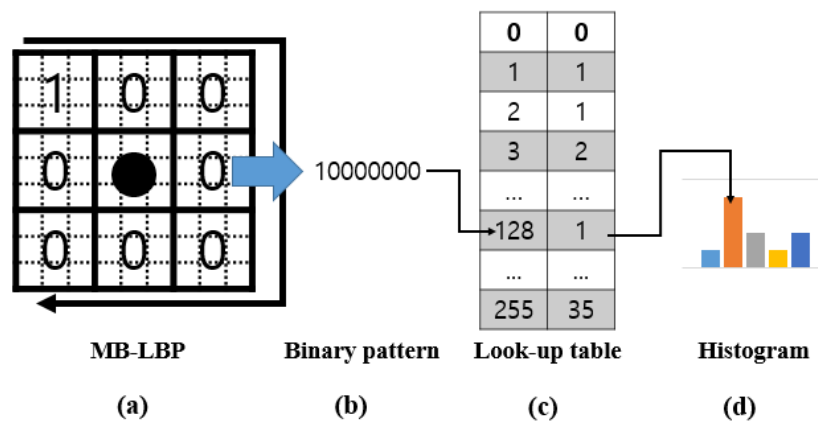 1 0 0
0 0
0 0 0
10000000
0 0
1 1
2 1
3 2
... ...
128 1
... ...
255 35
MB-LBP
Binary pattern
Look-up table
Histogram
(a)
(b)
(c)
(d)